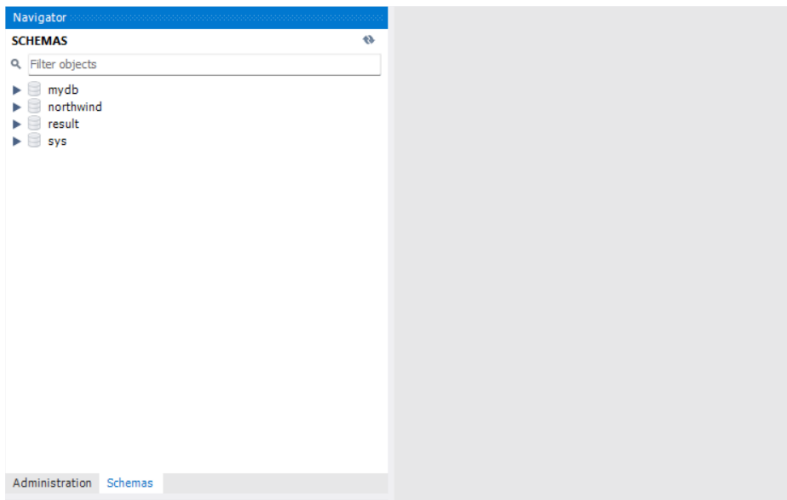 Navigator
SCHEMAS
Filter objects
mydb
northwind
result
sys
Administration Schemas